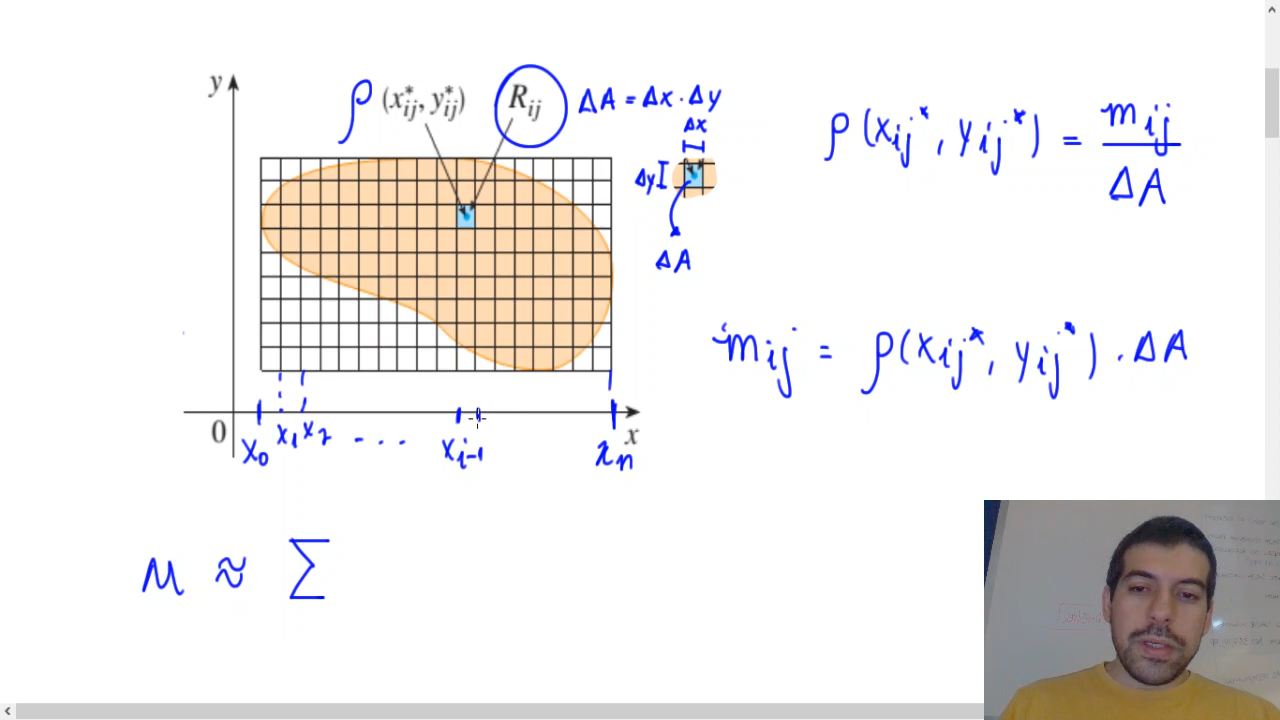 y
ρ (x*ij, y*ij) Rij ΔA = Δx · Δy
Δx
Δy
ΔA
0 x
x0 x1 x2 - . . . xi-1 xn
ρ(xij*, yij*) = mij / ΔA
mij = ρ(xij*, yij*) . ΔA
M ≈ Σ